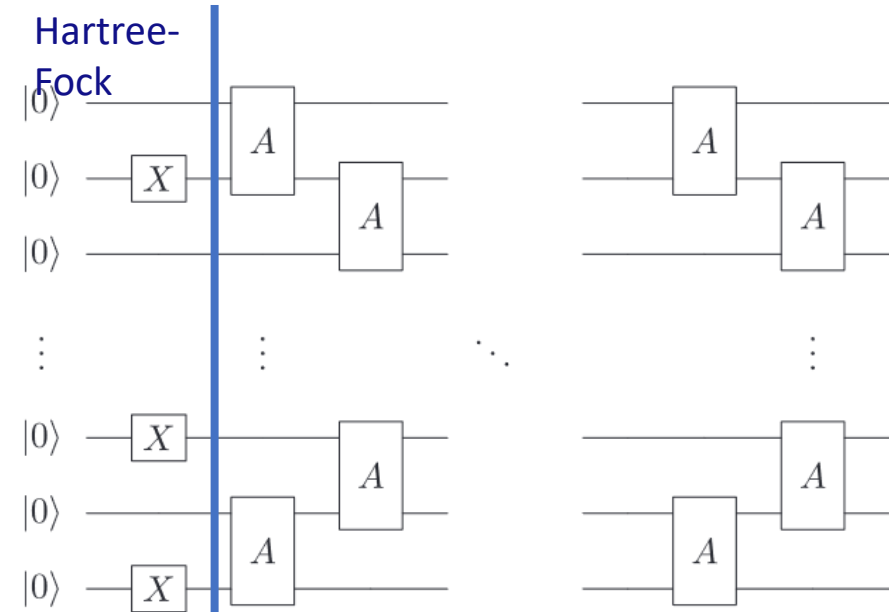 Hartree-
Fock
|0⟩ A A
|0⟩ X
A A
|0⟩
⋮ ⋮ ⋱ ⋮
|0⟩ X
A A
|0⟩
A A
|0⟩ X